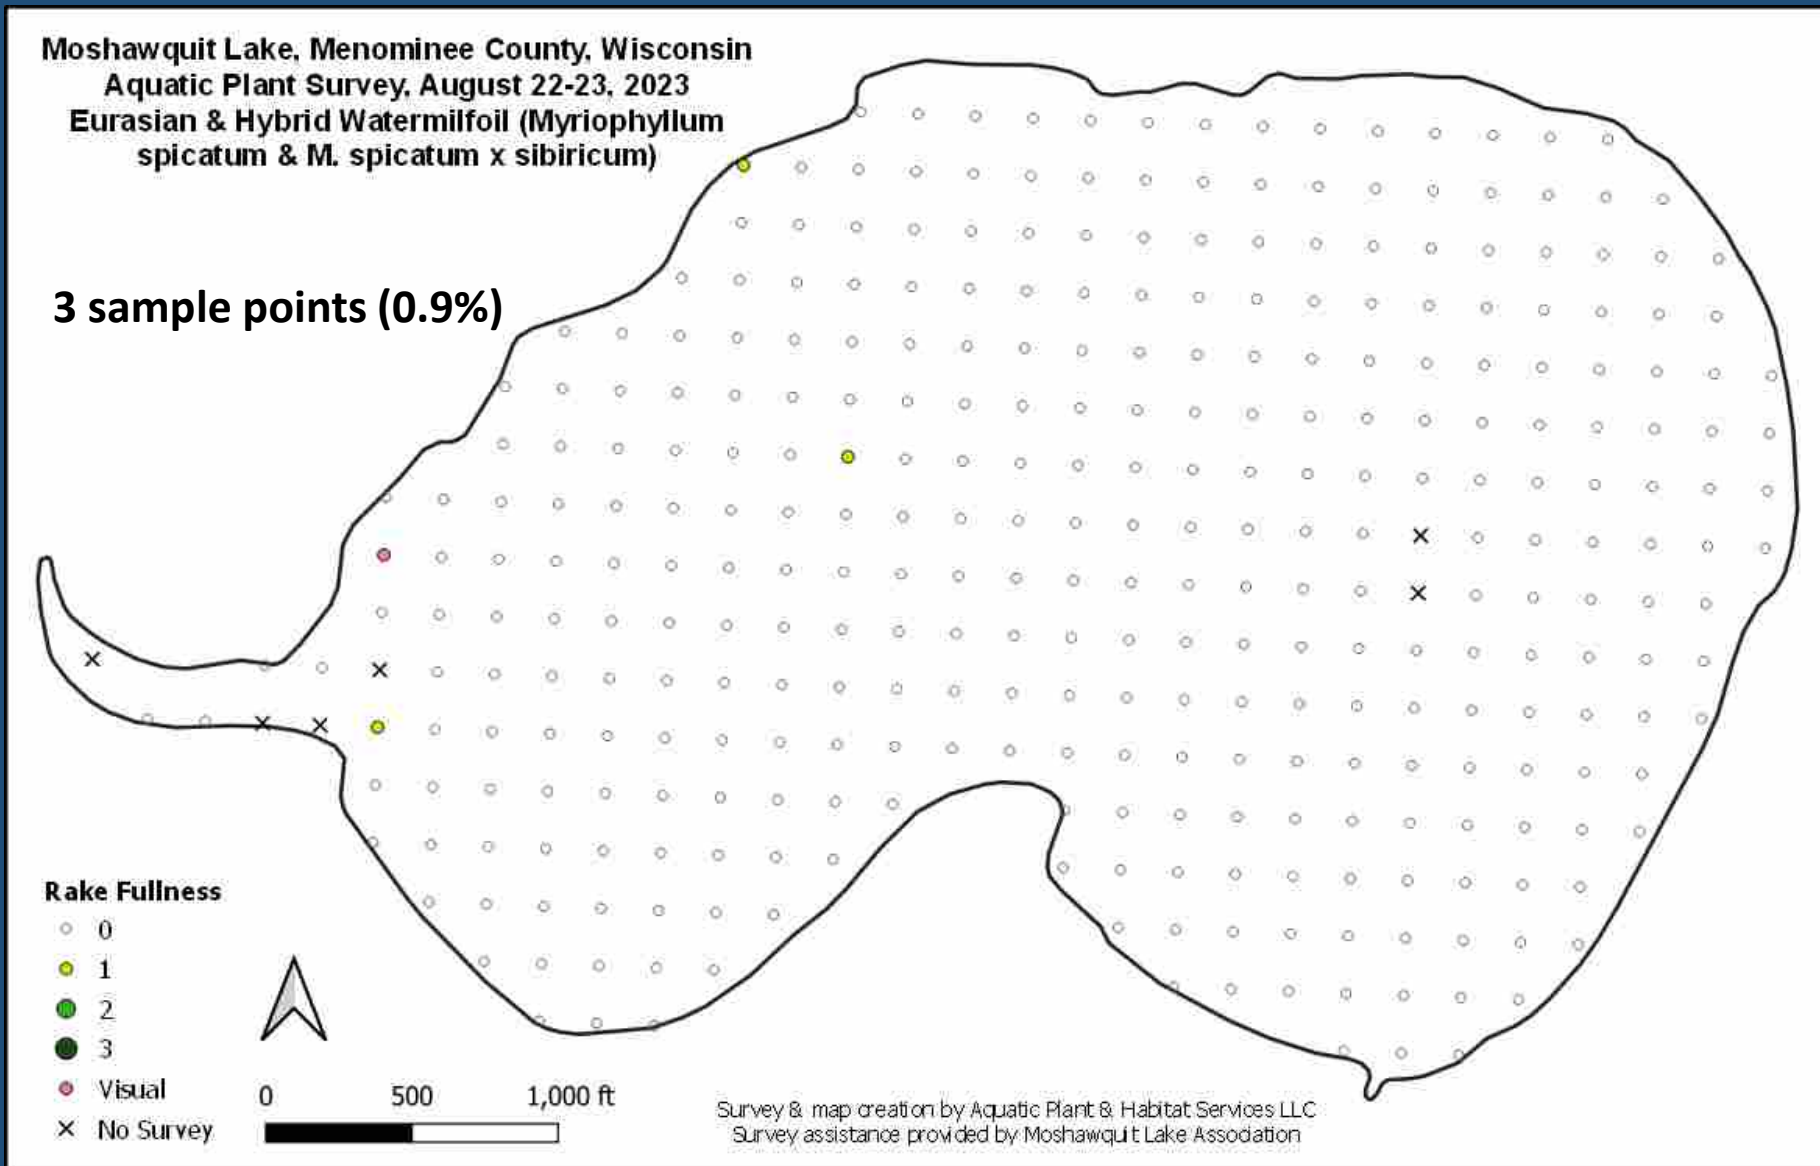 Moshawquit Lake, Menominee County, Wisconsin
Aquatic Plant Survey, August 22-23, 2023
Eurasian & Hybrid Watermilfoil (Myriophyllum
spicatum & M. spicatum x sibiricum)
3 sample points (0.9%)
Rake Fullness
0
1
2
3
Visual
No Survey
0 500 1,000 ft
Survey & map creation by Aquatic Plant & Habitat Services LLC
Survey assistance provided by Moshawquit Lake Association